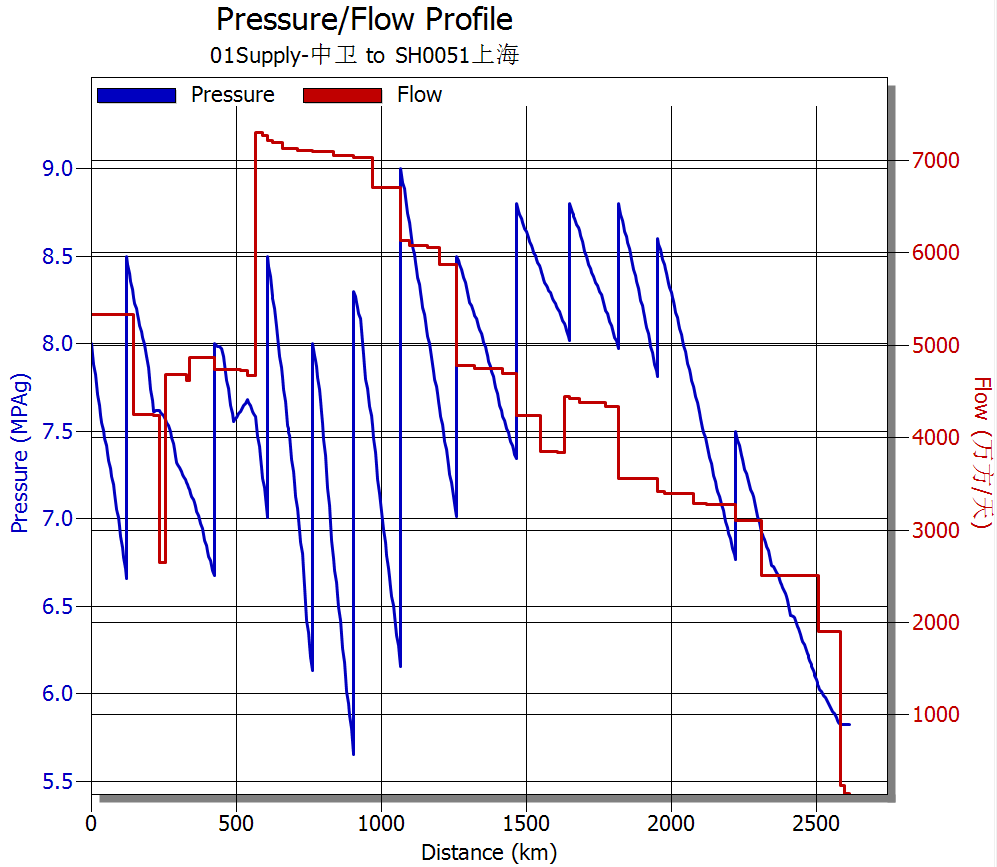 Pressure/Flow Profile
01Supply-中卫 to SH0051上海
Pressure Flow
9.0
8.5
8.0
7.5
7.0
6.5
6.0
5.5
Pressure (MPAg)
7000
6000
5000
4000
3000
2000
1000
Flow (万方/天)
0 500 1000 1500 2000 2500
Distance (km)